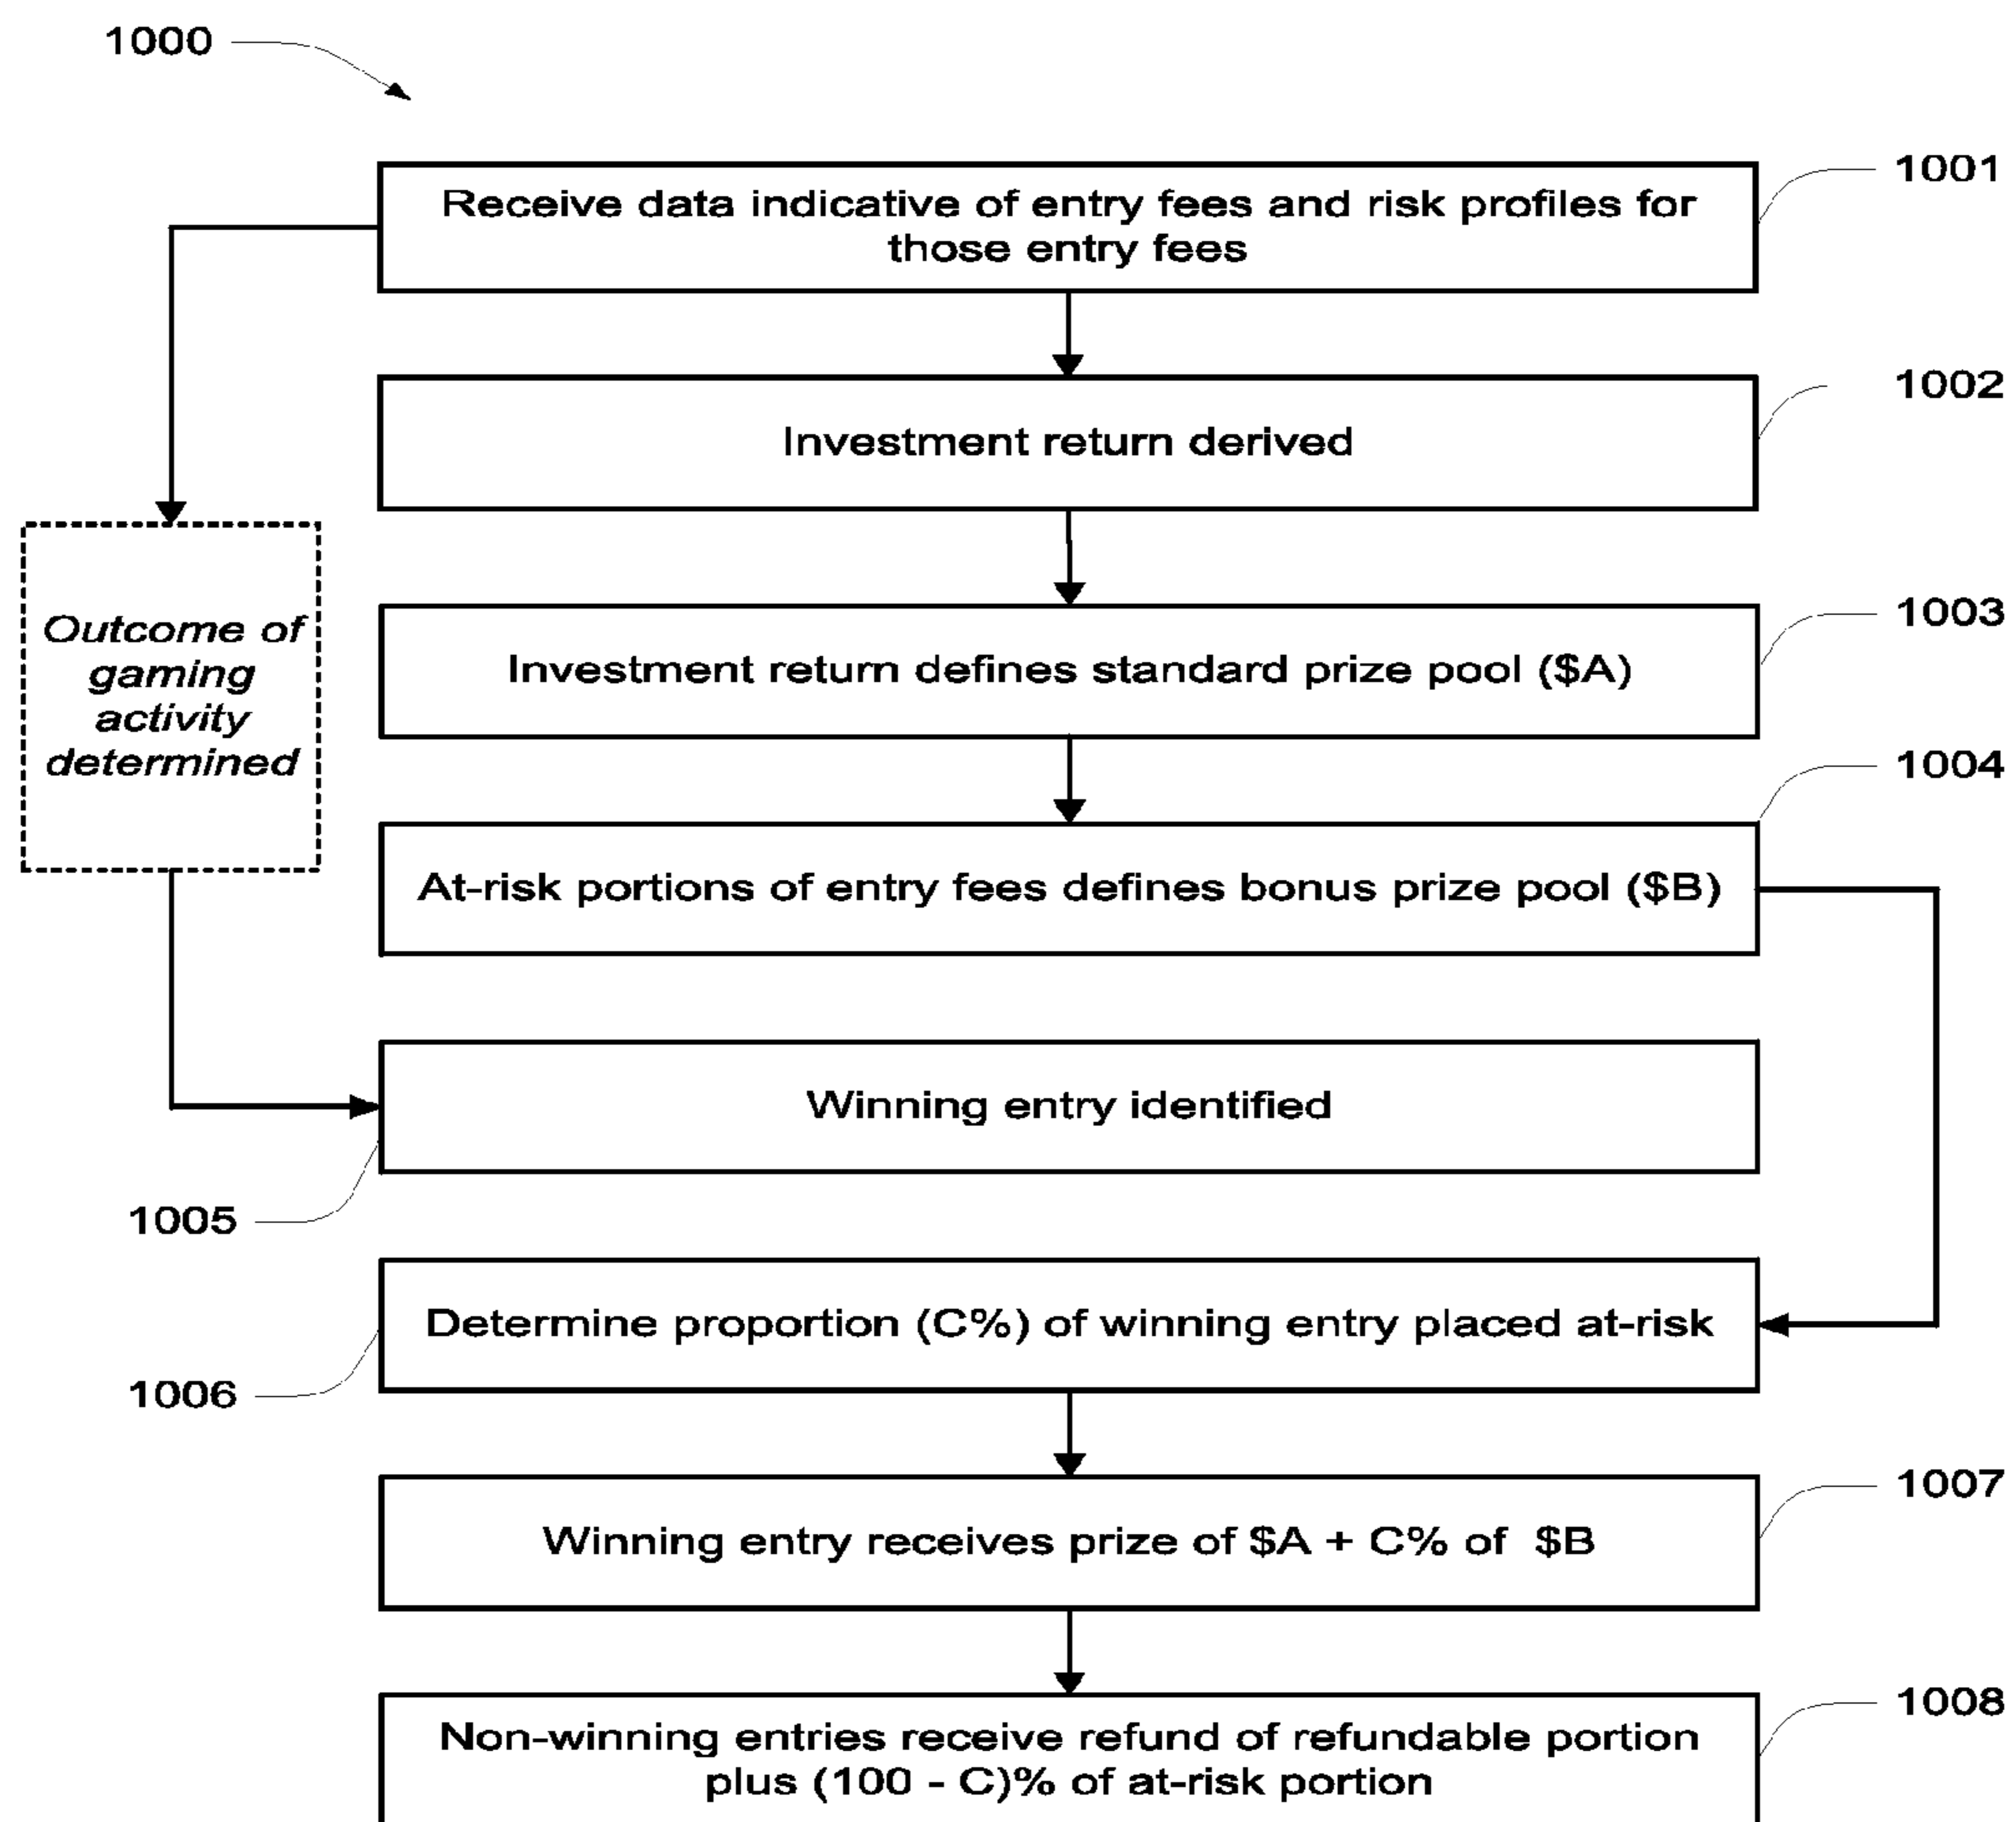 1000
1001
Receive data indicative of entry fees and risk profiles for
those entry fees
1002
Investment return derived
1003
Investment return defines standard prize pool ($A)
Outcome of
gaming
activity
determined
1004
At-risk portions of entry fees defines bonus prize pool ($B)
Winning entry identified
1005
Determine proportion (C%) of winning entry placed at-risk
1006
1007
Winning entry receives prize of $A + C% of $B
1008
Non-winning entries receive refund of refundable portion
plus (100 - C)% of at-risk portion